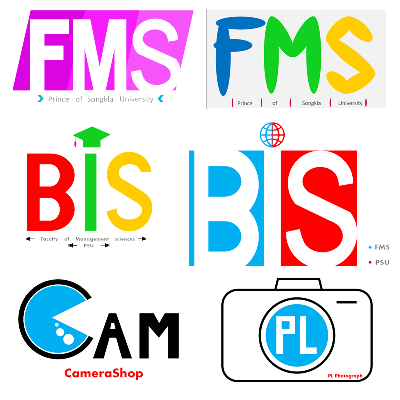 FMS
Prince of Songkla University
FMS
Prince of Songkla University
BIS
Faculty of Management sciences
PSU
BIS
FMS
PSU
CAM
CameraShop
PL
PL Photograph